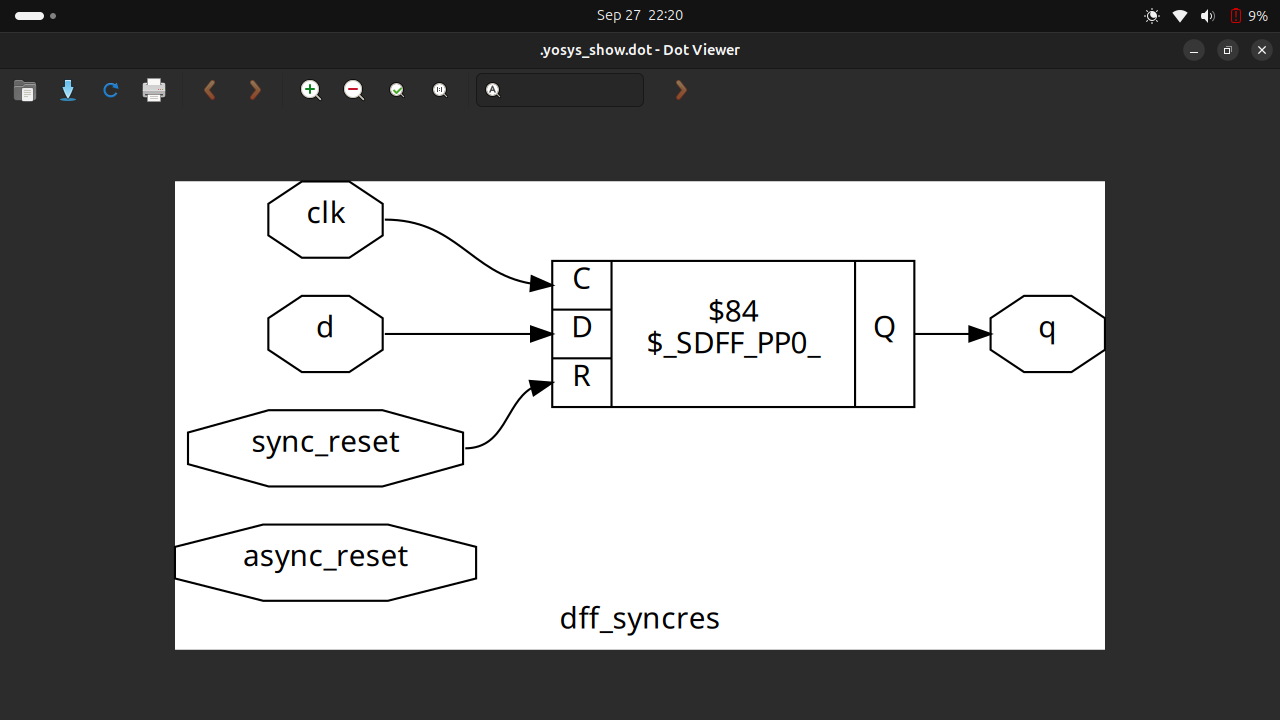 Sep 27 22:20
9%
.yosys_show.dot - Dot Viewer
clk
C
D
R
$84
$_SDFF_PP0_
Q
d
q
sync_reset
async_reset
dff_syncres